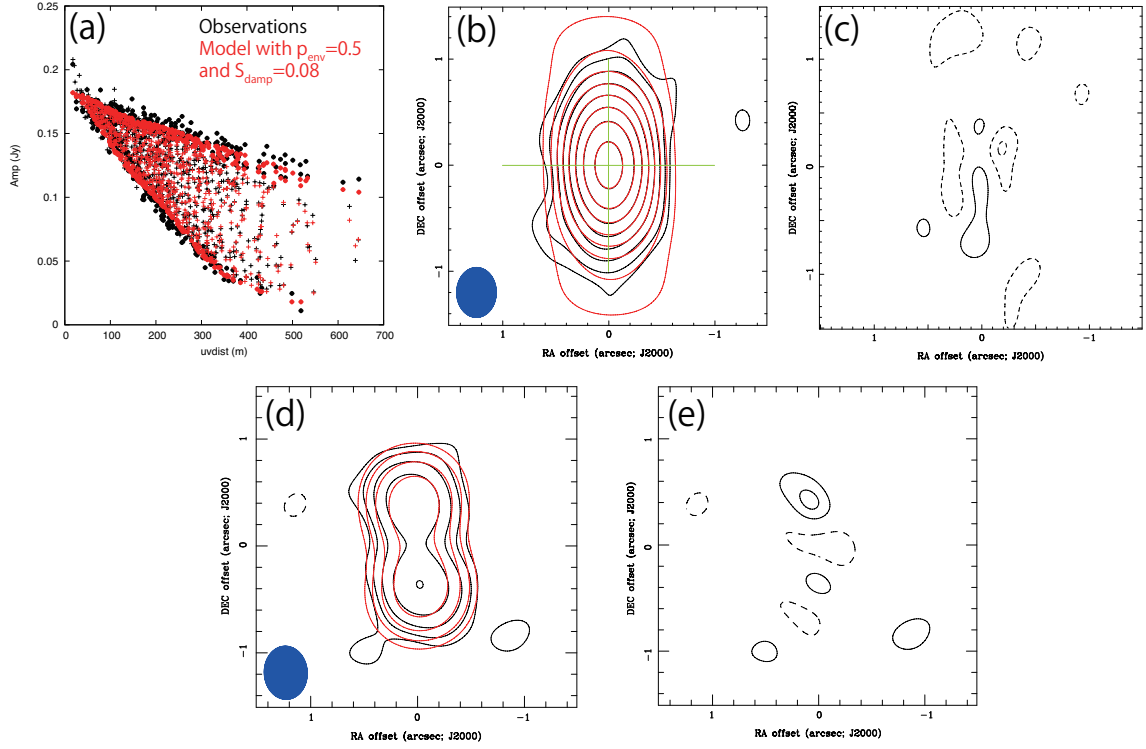 (a)
Observations
Model with p_env=0.5
and S_damp=0.08
Amp (Jy)
0.25
0.2
0.15
0.1
0.05
0
0 100 200 300 400 500 600 700
uvdist (m)
(b)
DEC offset (arcsec; J2000)
1
0
-1
1 0 -1
RA offset (arcsec; J2000)
(c)
DEC offset (arcsec; J2000)
1
0
-1
1 0 -1
RA offset (arcsec; J2000)
(d)
DEC offset (arcsec; J2000)
1
0
-1
1 0 -1
RA offset (arcsec; J2000)
(e)
DEC offset (arcsec; J2000)
1
0
-1
1 0 -1
RA offset (arcsec; J2000)